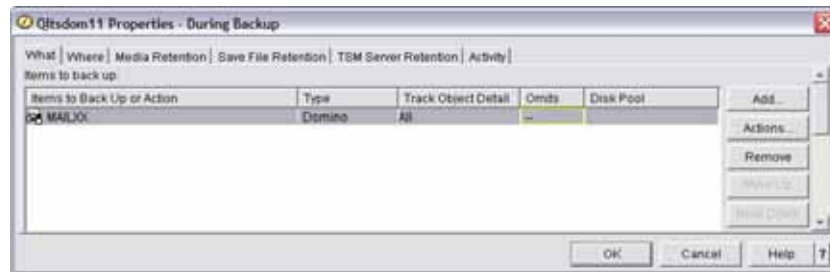 Qltsdom11 Properties - During Backup
What Where Media Retention Save File Retention TSM Server Retention Activity
Items to back up:
Items to Back Up or Action Type Track Object Detail Omits Disk Pool
MAILXX Domino All --
Add...
Actions...
Remove
Move Up
Move Down
OK Cancel Help ?